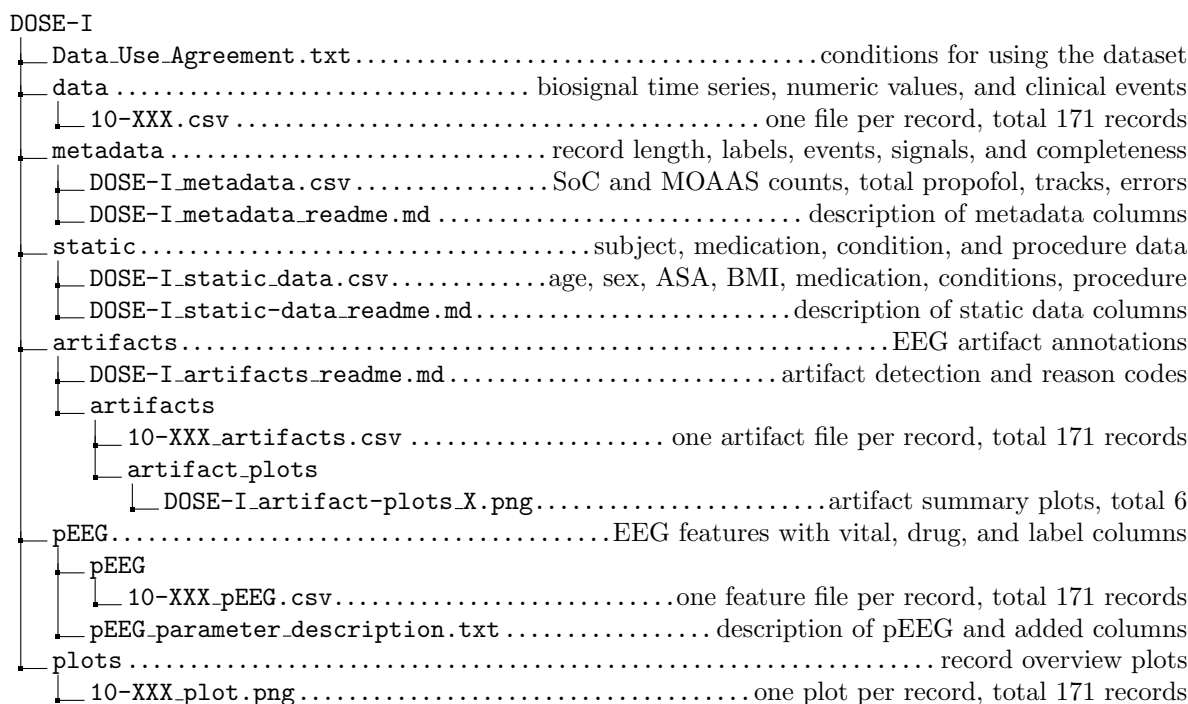 DOSE-I
Data_Use_Agreement.txt......conditions for using the dataset
data......biosignal time series, numeric values, and clinical events
10-XXX.csv......one file per record, total 171 records
metadata......record length, labels, events, signals, and completeness
DOSE-I_metadata.csv......SoC and MOAAS counts, total propofol, tracks, errors
DOSE-I_metadata_readme.md......description of metadata columns
static......subject, medication, condition, and procedure data
DOSE-I_static_data.csv......age, sex, ASA, BMI, medication, conditions, procedure
DOSE-I_static-data_readme.md......description of static data columns
artifacts......EEG artifact annotations
DOSE-I_artifacts_readme.md......artifact detection and reason codes
artifacts
10-XXX_artifacts.csv......one artifact file per record, total 171 records
artifact_plots
DOSE-I_artifact-plots_X.png......artifact summary plots, total 6
pEEG......EEG features with vital, drug, and label columns
pEEG
10-XXX_pEEG.csv......one feature file per record, total 171 records
pEEG_parameter_description.txt......description of pEEG and added columns
plots......record overview plots
10-XXX_plot.png......one plot per record, total 171 records